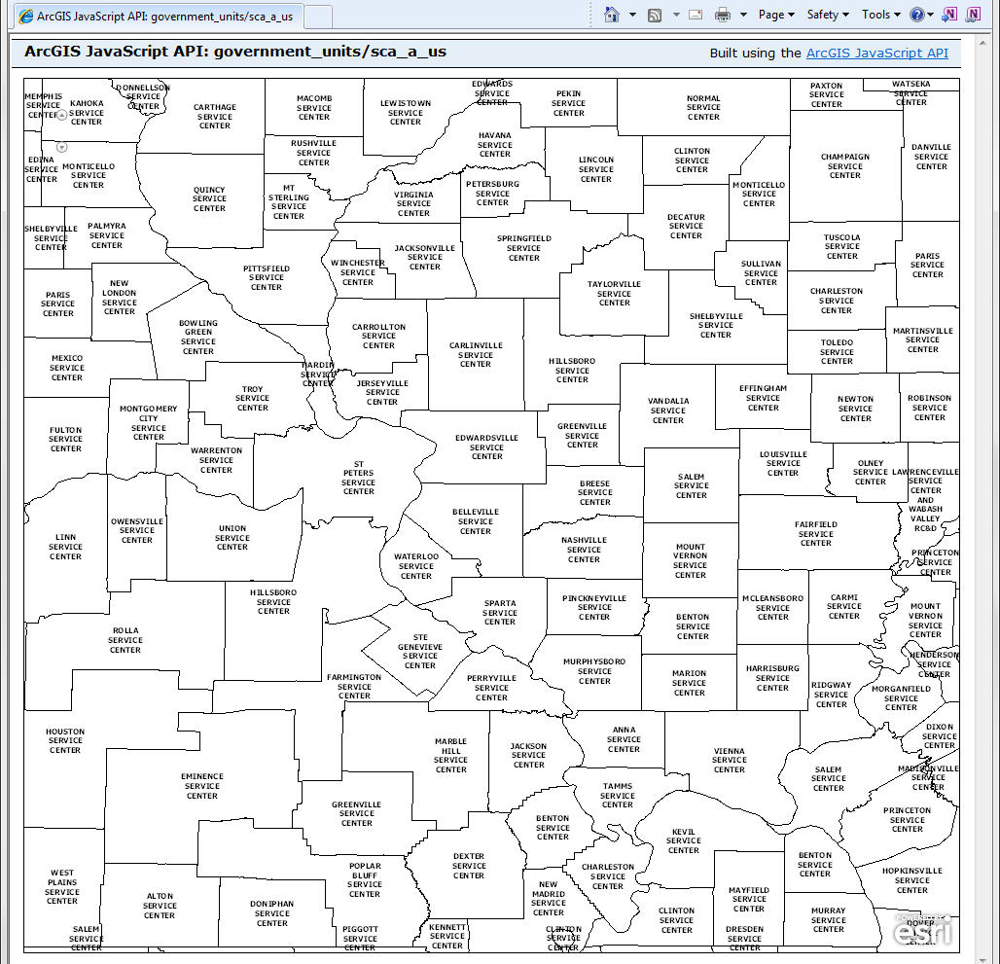 ArcGIS JavaScript API: government_units/sca_a_us
Page
Safety
Tools
ArcGIS JavaScript API: government_units/sca_a_us
Built using the ArcGIS JavaScript API
MEMPHIS
SERVICE
CENTER
KAHOKA
SERVICE
CENTER
DONNELLSON
SERVICE
CENTER
CARTHAGE
SERVICE
CENTER
MACOMB
SERVICE
CENTER
LEWISTOWN
SERVICE
CENTER
EDWARDS
SERVICE
CENTER
PEKIN
SERVICE
CENTER
NORMAL
SERVICE
CENTER
PAXTON
SERVICE
CENTER
WATSEKA
SERVICE
CENTER
EDINA
SERVICE
CENTER
MONTICELLO
SERVICE
CENTER
QUINCY
SERVICE
CENTER
RUSHVILLE
SERVICE
CENTER
MT
STERLING
SERVICE
CENTER
HAVANA
SERVICE
CENTER
VIRGINIA
SERVICE
CENTER
PETERSBURG
SERVICE
CENTER
LINCOLN
SERVICE
CENTER
CLINTON
SERVICE
CENTER
MONTICELLO
SERVICE
CENTER
CHAMPAIGN
SERVICE
CENTER
DANVILLE
SERVICE
CENTER
SHELBYVILLE
SERVICE
CENTER
PALMYRA
SERVICE
CENTER
PITTSFIELD
SERVICE
CENTER
WINCHESTER
SERVICE
CENTER
JACKSONVILLE
SERVICE
CENTER
SPRINGFIELD
SERVICE
CENTER
DECATUR
SERVICE
CENTER
TAYLORVILLE
SERVICE
CENTER
SULLIVAN
SERVICE
CENTER
TUSCOLA
SERVICE
CENTER
PARIS
SERVICE
CENTER
PARIS
SERVICE
CENTER
NEW
LONDON
SERVICE
CENTER
BOWLING
GREEN
SERVICE
CENTER
CARROLLTON
SERVICE
CENTER
CARLINVILLE
SERVICE
CENTER
HILLSBORO
SERVICE
CENTER
SHELBYVILLE
SERVICE
CENTER
CHARLESTON
SERVICE
CENTER
TOLEDO
SERVICE
CENTER
MARTINSVILLE
SERVICE
CENTER
MEXICO
SERVICE
CENTER
HARDIN
SERVICE
CENTER
JERSEYVILLE
SERVICE
CENTER
TROY
SERVICE
CENTER
MONTGOMERY
CITY
SERVICE
CENTER
FULTON
SERVICE
CENTER
WARRENTON
SERVICE
CENTER
ST
PETERS
SERVICE
CENTER
EDWARDSVILLE
SERVICE
CENTER
GREENVILLE
SERVICE
CENTER
VANDALIA
SERVICE
CENTER
EFFINGHAM
SERVICE
CENTER
NEWTON
SERVICE
CENTER
ROBINSON
SERVICE
CENTER
LOUISVILLE
SERVICE
CENTER
OLNEY
SERVICE
CENTER
LAWRENCEVILLE
SERVICE
CENTER
AND
WABASH
VALLEY
RC&D
BREESE
SERVICE
CENTER
SALEM
SERVICE
CENTER
LINN
SERVICE
CENTER
OWENSVILLE
SERVICE
CENTER
UNION
SERVICE
CENTER
BELLEVILLE
SERVICE
CENTER
WATERLOO
SERVICE
CENTER
NASHVILLE
SERVICE
CENTER
MOUNT
VERNON
SERVICE
CENTER
FAIRFIELD
SERVICE
CENTER
PRINCETON
SERVICE
CENTER
HILLSBORO
SERVICE
CENTER
ROLLA
SERVICE
CENTER
SPARTA
SERVICE
CENTER
PINCKNEYVILLE
SERVICE
CENTER
BENTON
SERVICE
CENTER
MCLEANSBORO
SERVICE
CENTER
CARMI
SERVICE
CENTER
MOUNT
VERNON
SERVICE
CENTER
STE
GENEVIEVE
SERVICE
CENTER
FARMINGTON
SERVICE
CENTER
PERRYVILLE
SERVICE
CENTER
MURPHYSBORO
SERVICE
CENTER
MARION
SERVICE
CENTER
HARRISBURG
SERVICE
CENTER
RIDGWAY
SERVICE
CENTER
HENDERSON
SERVICE
CENTER
MORGANFIELD
SERVICE
CENTER
HOUSTON
SERVICE
CENTER
EMINENCE
SERVICE
CENTER
MARBLE
HILL
SERVICE
CENTER
JACKSON
SERVICE
CENTER
ANNA
SERVICE
CENTER
VIENNA
SERVICE
CENTER
DIXON
SERVICE
CENTER
MADISONVILLE
SERVICE
CENTER
SALEM
SERVICE
CENTER
TAMMS
SERVICE
CENTER
GREENVILLE
SERVICE
CENTER
BENTON
SERVICE
CENTER
KEVIL
SERVICE
CENTER
PRINCETON
SERVICE
CENTER
WEST
PLAINS
SERVICE
CENTER
ALTON
SERVICE
CENTER
DONIPHAN
SERVICE
CENTER
POPLAR
BLUFF
SERVICE
CENTER
DEXTER
SERVICE
CENTER
CHARLESTON
SERVICE
CENTER
NEW
MADRID
SERVICE
CENTER
BENTON
SERVICE
CENTER
HOPKINSVILLE
SERVICE
CENTER
MAYFIELD
SERVICE
CENTER
CLINTON
SERVICE
CENTER
MURRAY
SERVICE
CENTER
SALEM
SERVICE
CENTER
PIGGOTT
SERVICE
CENTER
KENNETT
SERVICE
CENTER
CLINTON
SERVICE
CENTER
DRESDEN
SERVICE
CENTER
POWERED BY
esri
DOVER